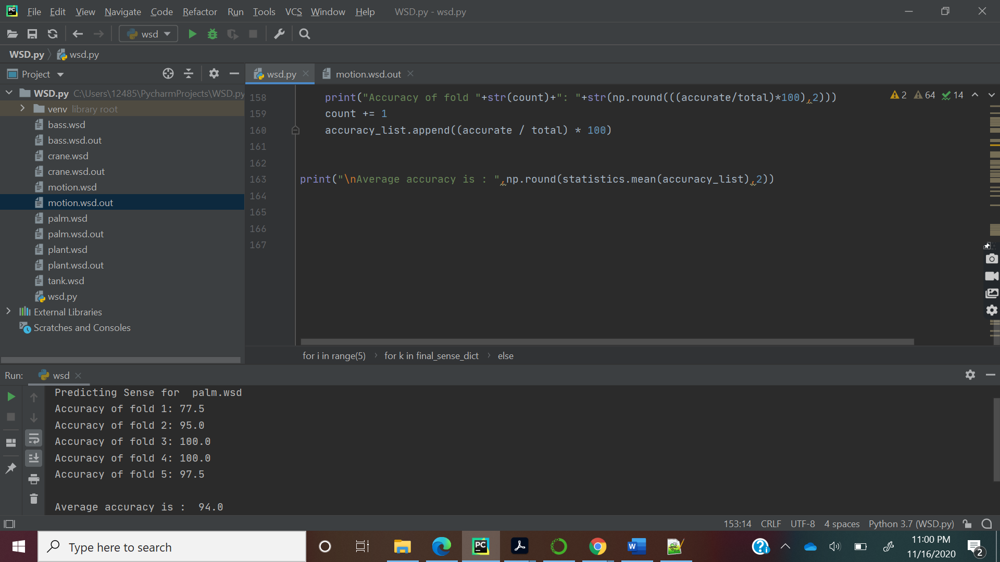 File Edit View Navigate Code Refactor Run Tools VCS Window Help WSD.py - wsd.py
wsd
WSD.py wsd.py
Project
wsd.py
motion.wsd.out
WSD.py C:\Users\12485\PycharmProjects\WSD.py
venv library root
bass.wsd
bass.wsd.out
crane.wsd
crane.wsd.out
motion.wsd
motion.wsd.out
palm.wsd
palm.wsd.out
plant.wsd
plant.wsd.out
tank.wsd
wsd.py
External Libraries
Scratches and Consoles
158 print("Accuracy of fold "+str(count)+": "+str(np.round(((accurate/total)*100),2)))
159 count += 1
160 accuracy_list.append((accurate / total) * 100)
161
162
163 print("\nAverage accuracy is : ",np.round(statistics.mean(accuracy_list),2))
164
165
166
167
2 64 14
for i in range(5) for k in final_sense_dict else
Run: wsd
Predicting Sense for  palm.wsd
Accuracy of fold 1: 77.5
Accuracy of fold 2: 95.0
Accuracy of fold 3: 100.0
Accuracy of fold 4: 100.0
Accuracy of fold 5: 97.5
Average accuracy is :  94.0
153:14 CRLF UTF-8 4 spaces Python 3.7 (WSD.py)
Type here to search
PC
W
11:00 PM
11/16/2020
2